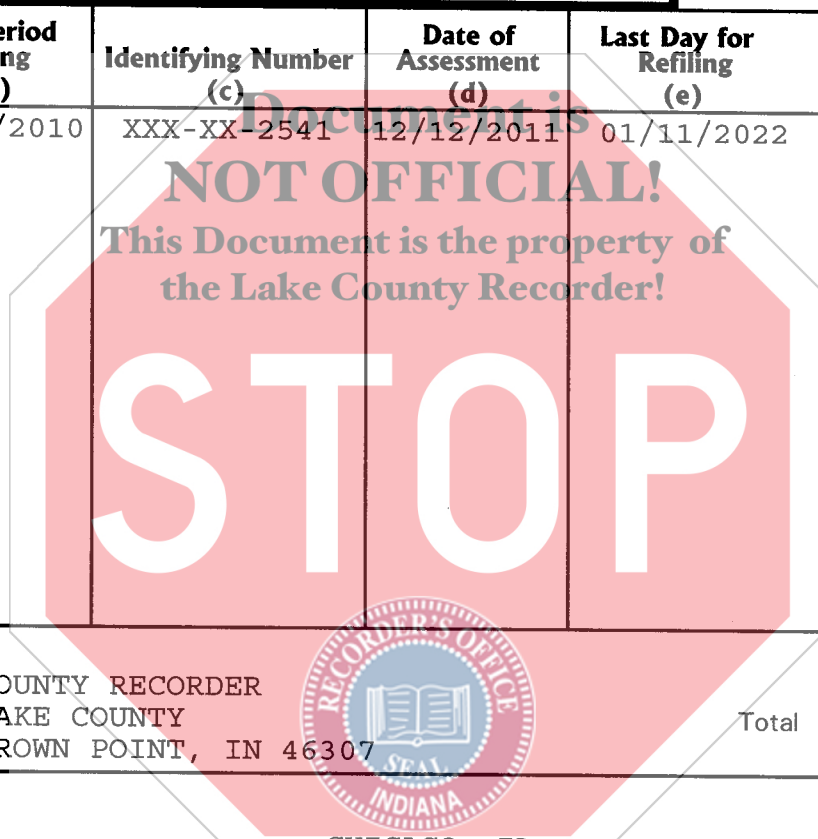 eriod
ng
)
Identifying Number
(c)
Date of
Assessment
(d)
Last Day for
Refiling
(e)
/2010 XXX-XX-2541 12/12/2011 01/11/2022
Document is
NOT OFFICIAL!
This Document is the property of
the Lake County Recorder!
STOP
OUNTY RECORDER
AKE COUNTY
ROWN POINT, IN 46307
Total
RECORDER'S OFFICE
SEAL
INDIANA